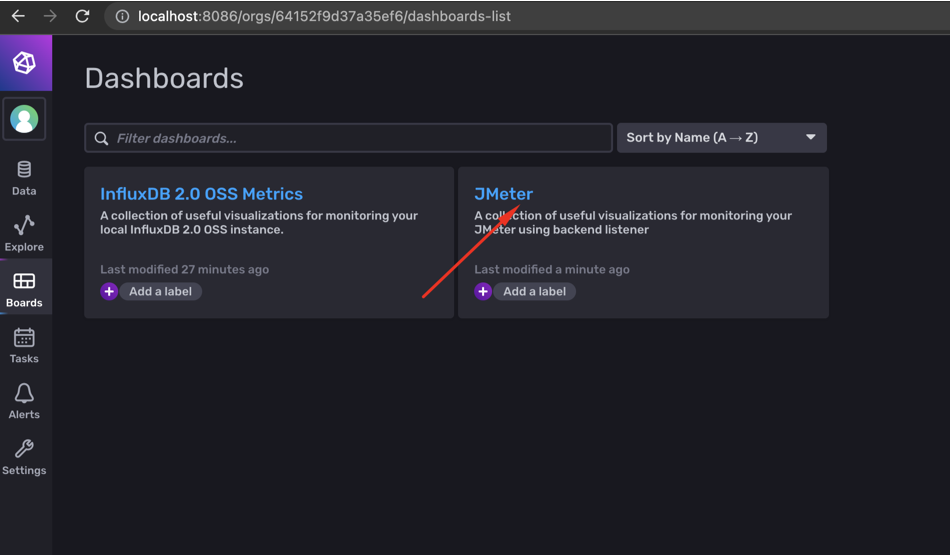 localhost:8086/orgs/64152f9d37a35ef6/dashboards-list
Dashboards
Filter dashboards...
Sort by Name (A → Z)
Data
Explore
Boards
Tasks
Alerts
Settings
InfluxDB 2.0 OSS Metrics
A collection of useful visualizations for monitoring your
local InfluxDB 2.0 OSS instance.
Last modified 27 minutes ago
+ Add a label
JMeter
A collection of useful visualizations for monitoring your
JMeter using backend listener
Last modified a minute ago
+ Add a label